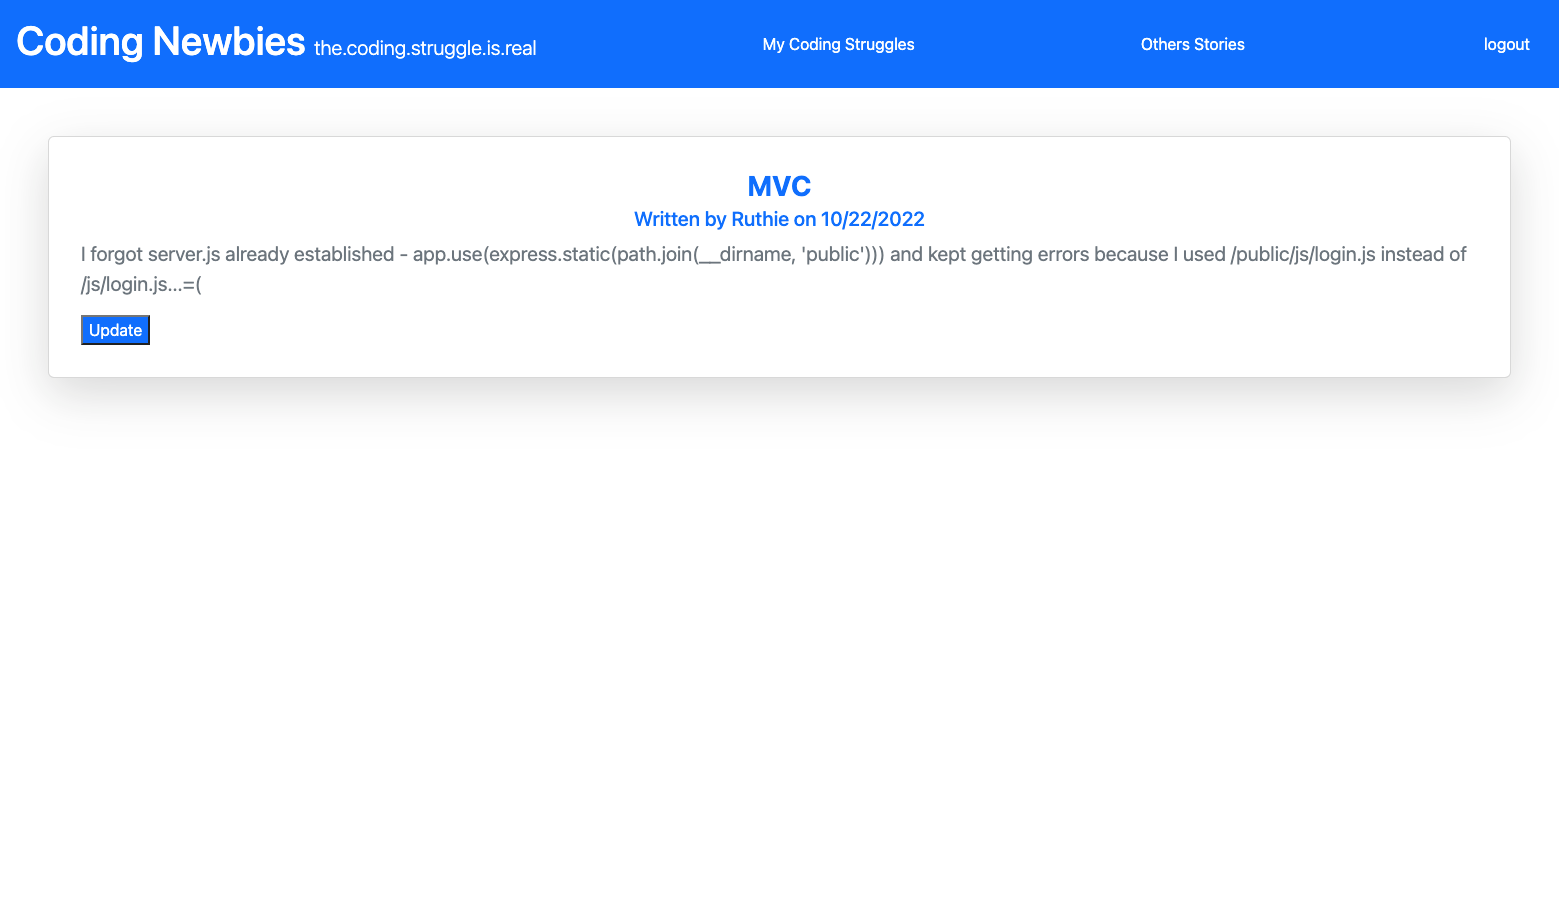 Coding Newbies the.coding.struggle.is.real My Coding Struggles Others Stories logout
MVC
Written by Ruthie on 10/22/2022
I forgot server.js already established - app.use(express.static(path.join(__dirname, 'public'))) and kept getting errors because I used /public/js/login.js instead of
/js/login.js...=(
Update